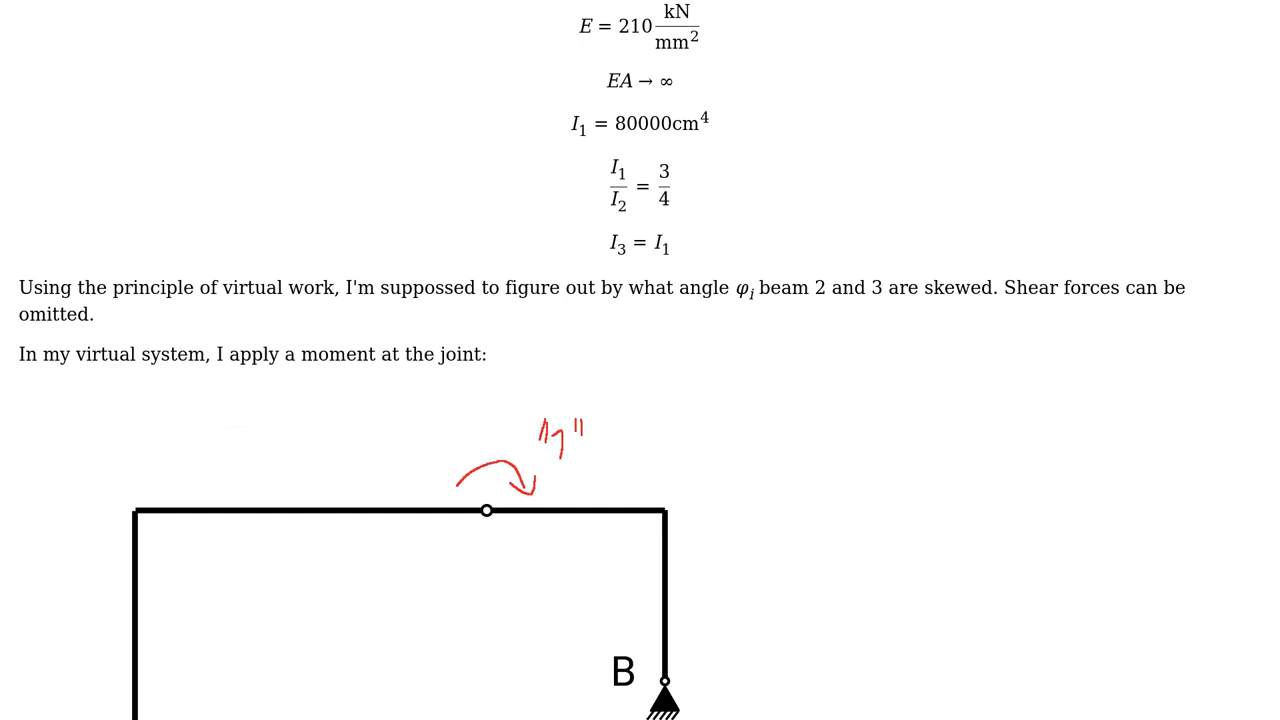 E = 210 kN/mm²
EA → ∞
I₁ = 80000cm⁴
I₁/I₂ = 3/4
I₃ = I₁
Using the principle of virtual work, I'm suppossed to figure out by what angle φᵢ beam 2 and 3 are skewed. Shear forces can be
omitted.
In my virtual system, I apply a moment at the joint:
"1"
B